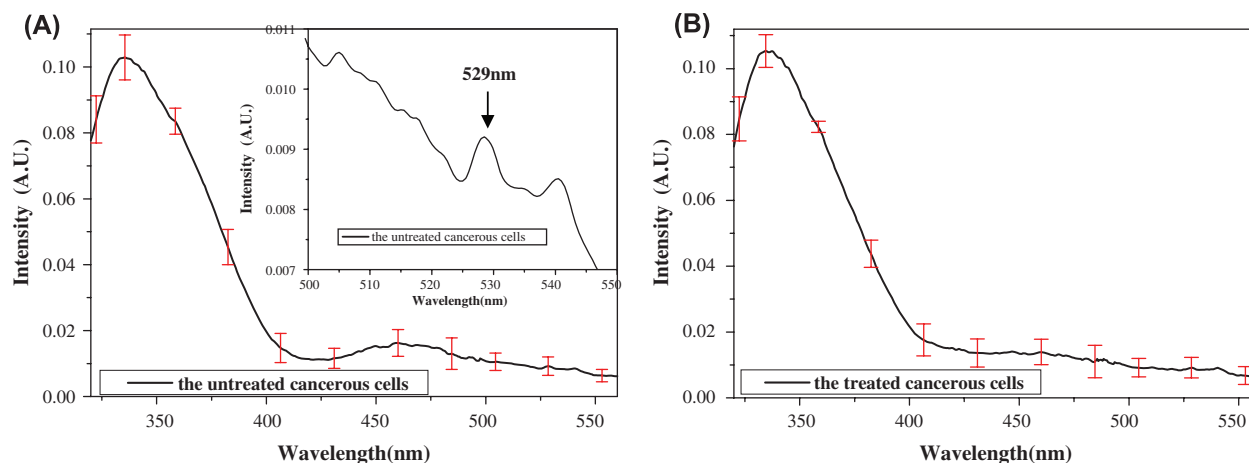 (A)
Intensity (A.U.)
0.10
0.08
0.06
0.04
0.02
0.00
350
400
450
500
550
Wavelength(nm)
the untreated cancerous cells
Intensity (A.U.)
0.011
0.010
0.009
0.008
0.007
500
510
520
530
540
550
Wavelength(nm)
529nm
the untreated cancerous cells
(B)
Intensity (A.U.)
0.10
0.08
0.06
0.04
0.02
0.00
350
400
450
500
550
Wavelength(nm)
the treated cancerous cells